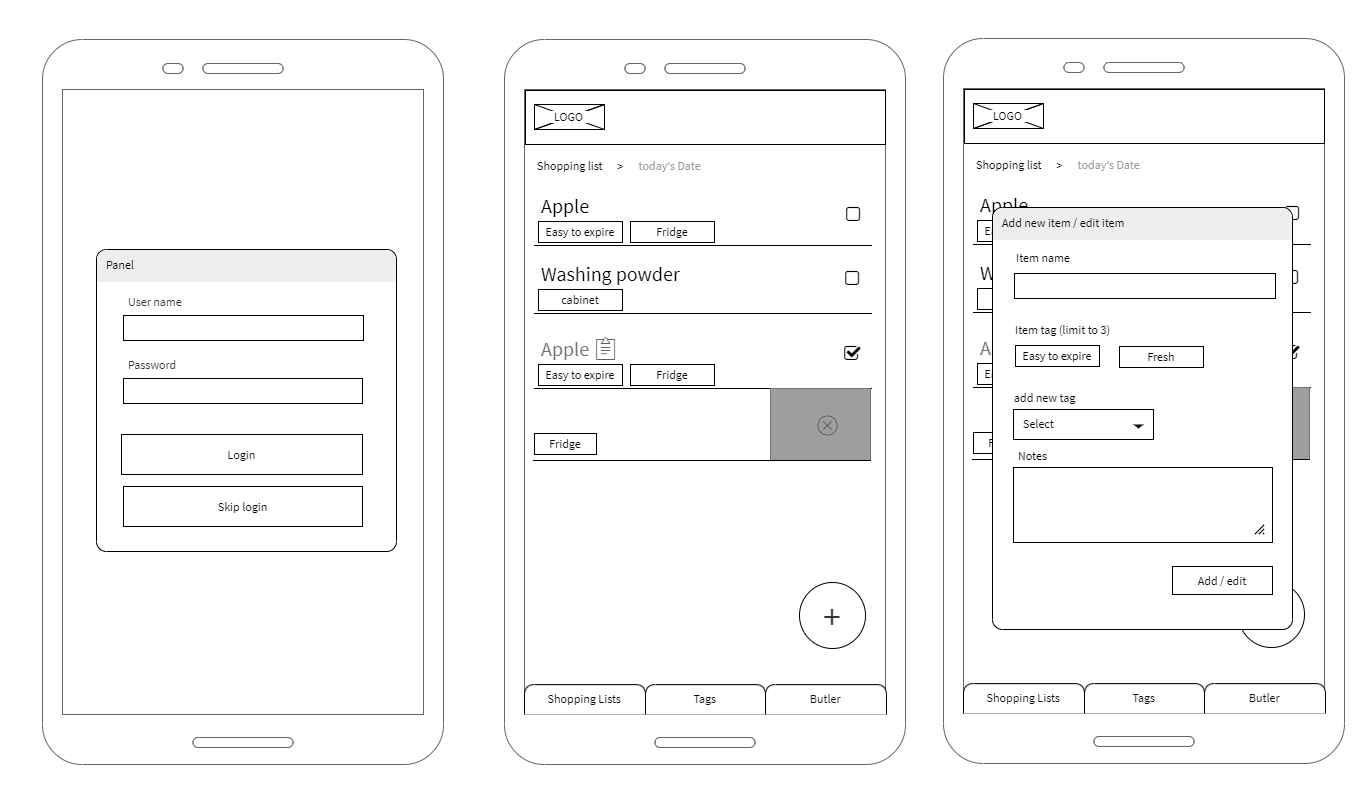 Panel
User name
Password
Login
Skip login
LOGO
Shopping list > today's Date
Apple
Easy to expire Fridge
Washing powder
cabinet
Apple
Easy to expire Fridge
Fridge
+
Shopping Lists Tags Butler
LOGO
Shopping list > today's Date
Apple
E
Add new item / edit item
Item name
W
Item tag (limit to 3)
A
Easy to expire Fresh
E
add new tag
Select
F
Notes
Add / edit
Shopping Lists Tags Butler